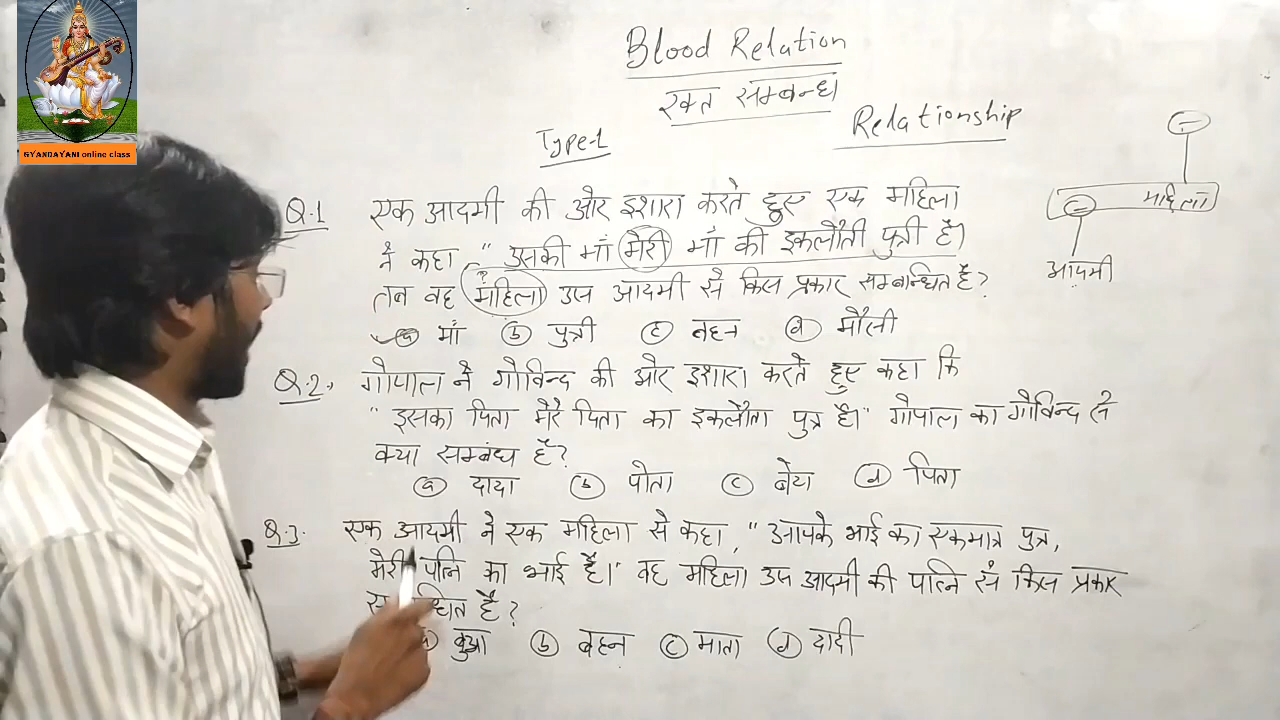 GYANDAYANI online class
Blood Relation
रक्त सम्बन्ध
Relationship
Type-1
Q.1 एक आदमी की ओर इशारा करते हुए एक महिला
ने कहा " उसकी मां मेरी मां की इकलौती पुत्री है।
तब वह महिला उस आदमी से किस प्रकार सम्बन्धित है?
(a) मां (b) पुत्री (c) बहन (d) मौसी
महिला
आदमी
Q.2. गोपाल ने गोविन्द की ओर इशारा करते हुए कहा कि
" इसका पिता मेरे पिता का इकलौता पुत्र है।" गोपाल का गोविन्द से
क्या सम्बंध है?
(a) दादा (b) पोता (c) बेटा (d) पिता
Q.3. एक आदमी ने एक महिला से कहा, " आपके भाई का एकमात्र पुत्र,
मेरी पत्नि का भाई है।" वह महिला उस आदमी की पत्नि से किस प्रकार
है?
बुआ (b) बहन (c) माता (d) दादी